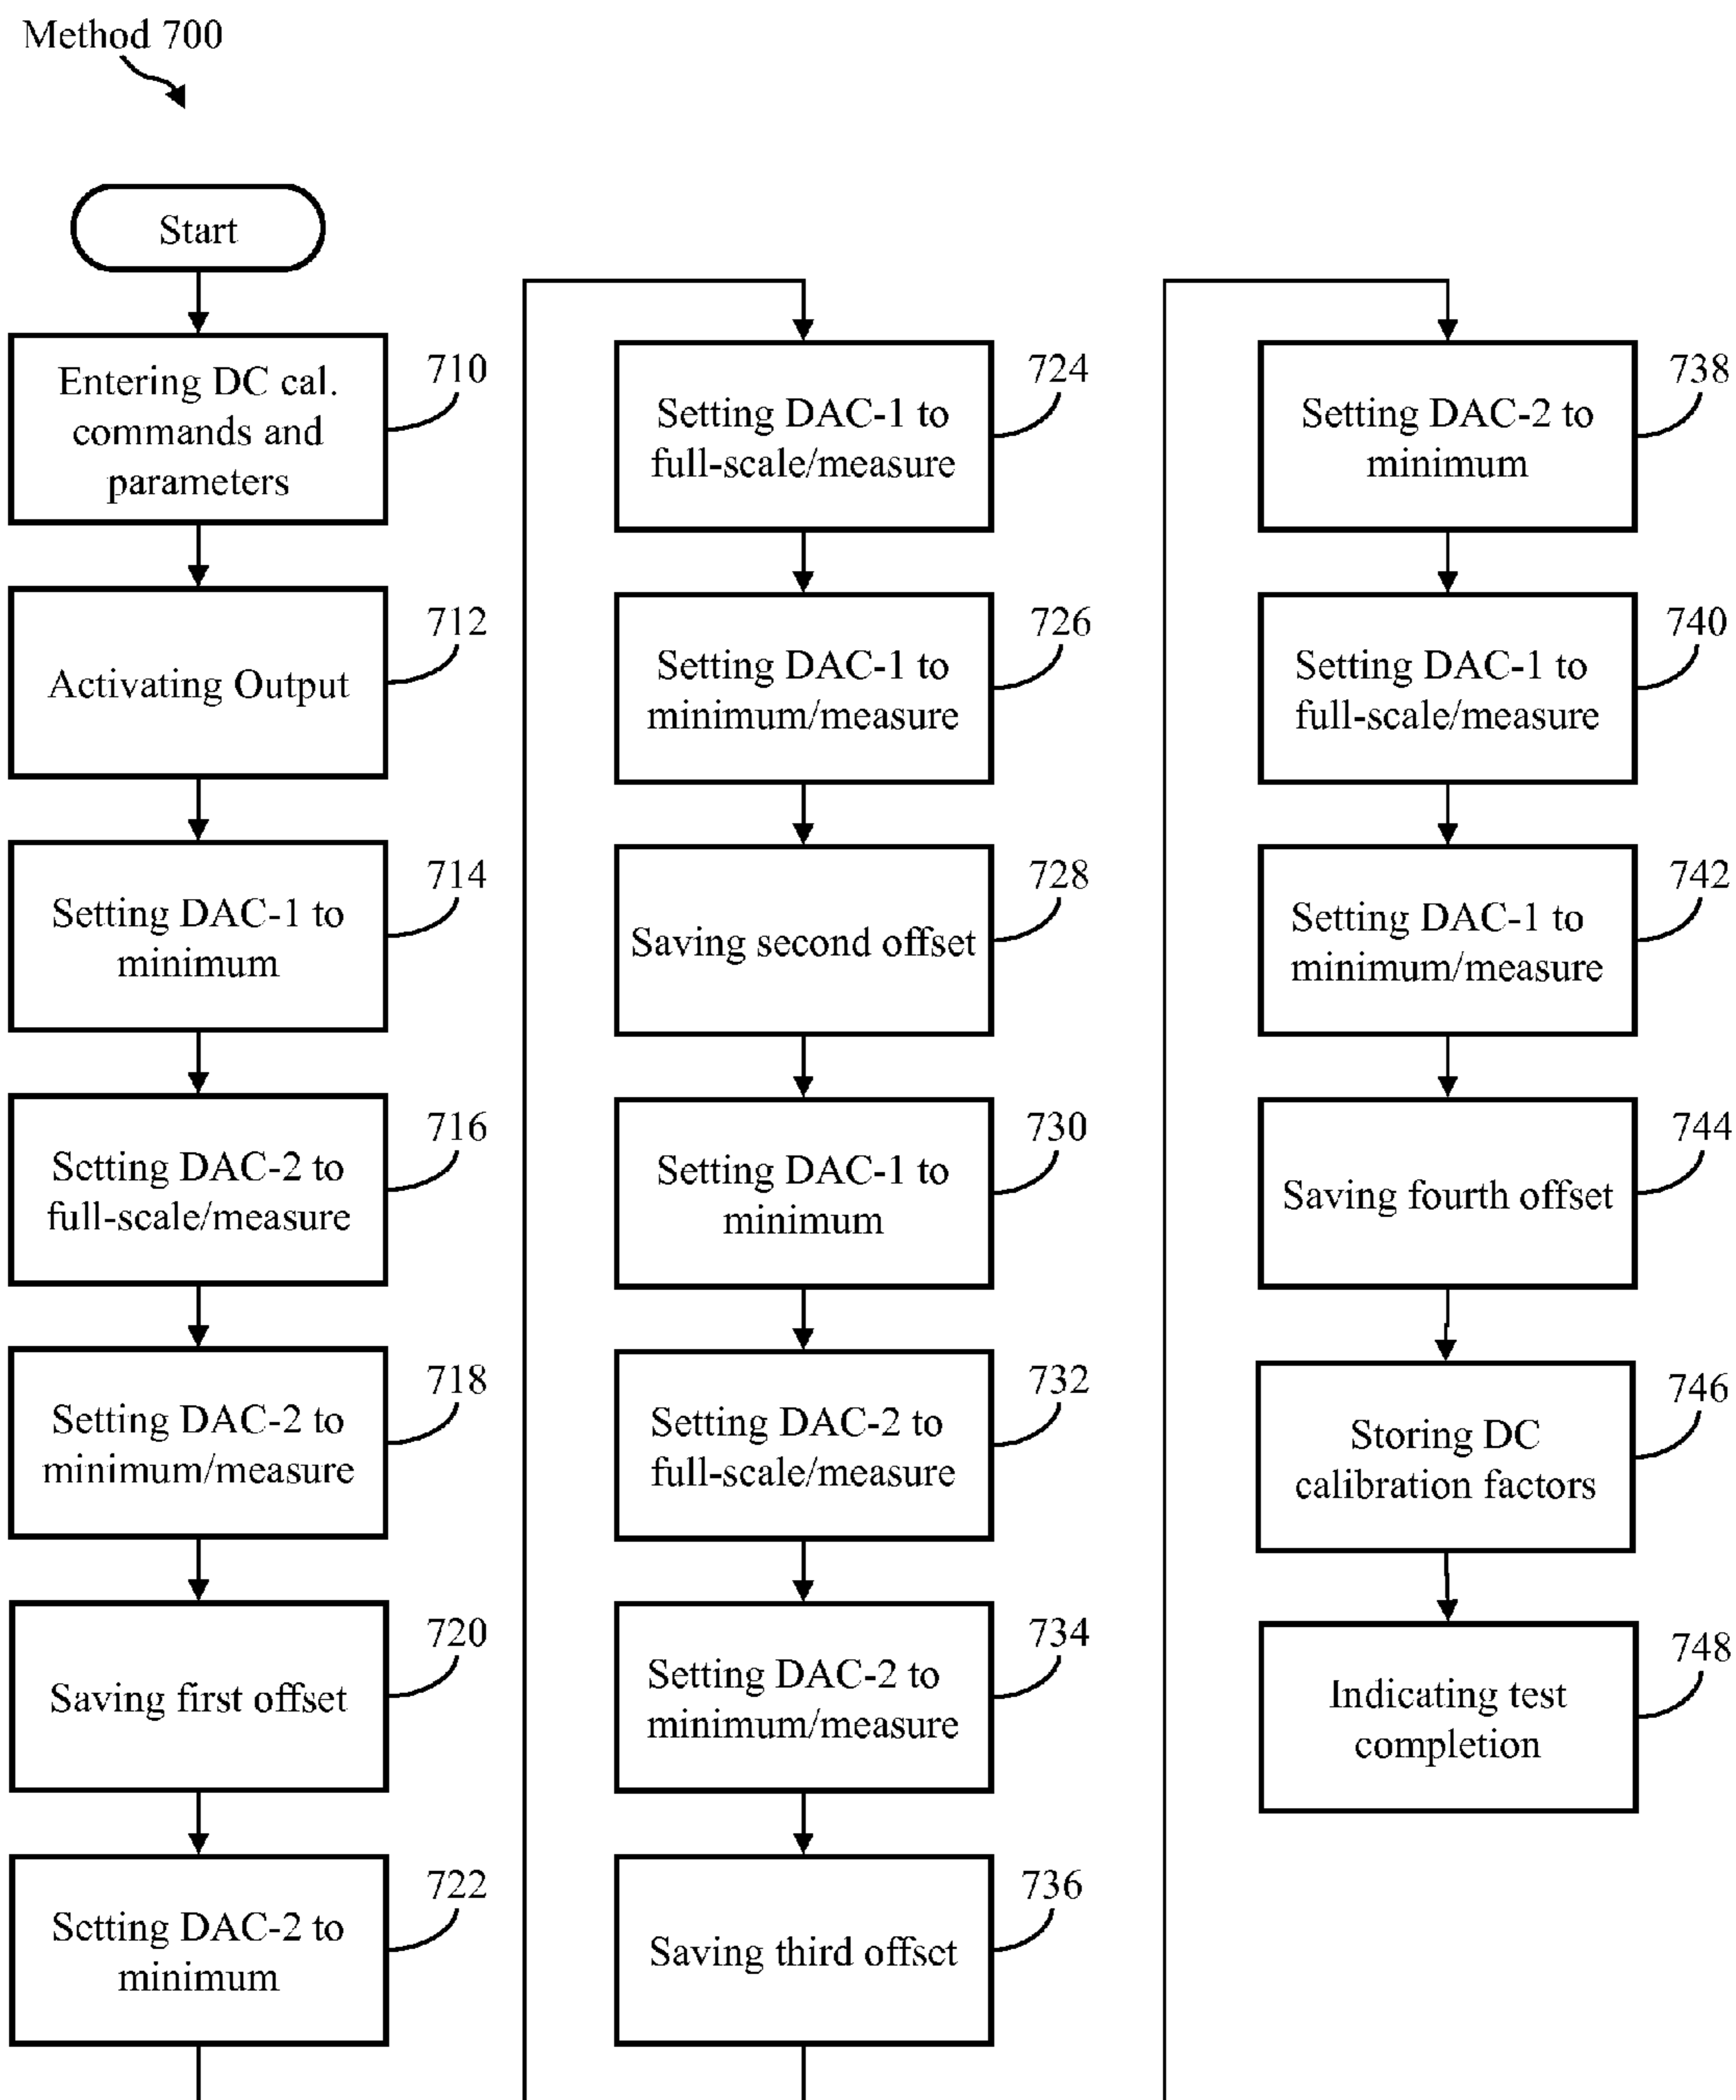 Method 700
Start
710
Entering DC cal.
commands and
parameters
712
Activating Output
714
Setting DAC-1 to
minimum
716
Setting DAC-2 to
full-scale/measure
718
Setting DAC-2 to
minimum/measure
720
Saving first offset
722
Setting DAC-2 to
minimum
724
Setting DAC-1 to
full-scale/measure
726
Setting DAC-1 to
minimum/measure
728
Saving second offset
730
Setting DAC-1 to
minimum
732
Setting DAC-2 to
full-scale/measure
734
Setting DAC-2 to
minimum/measure
736
Saving third offset
738
Setting DAC-2 to
minimum
740
Setting DAC-1 to
full-scale/measure
742
Setting DAC-1 to
minimum/measure
744
Saving fourth offset
746
Storing DC
calibration factors
748
Indicating test
completion